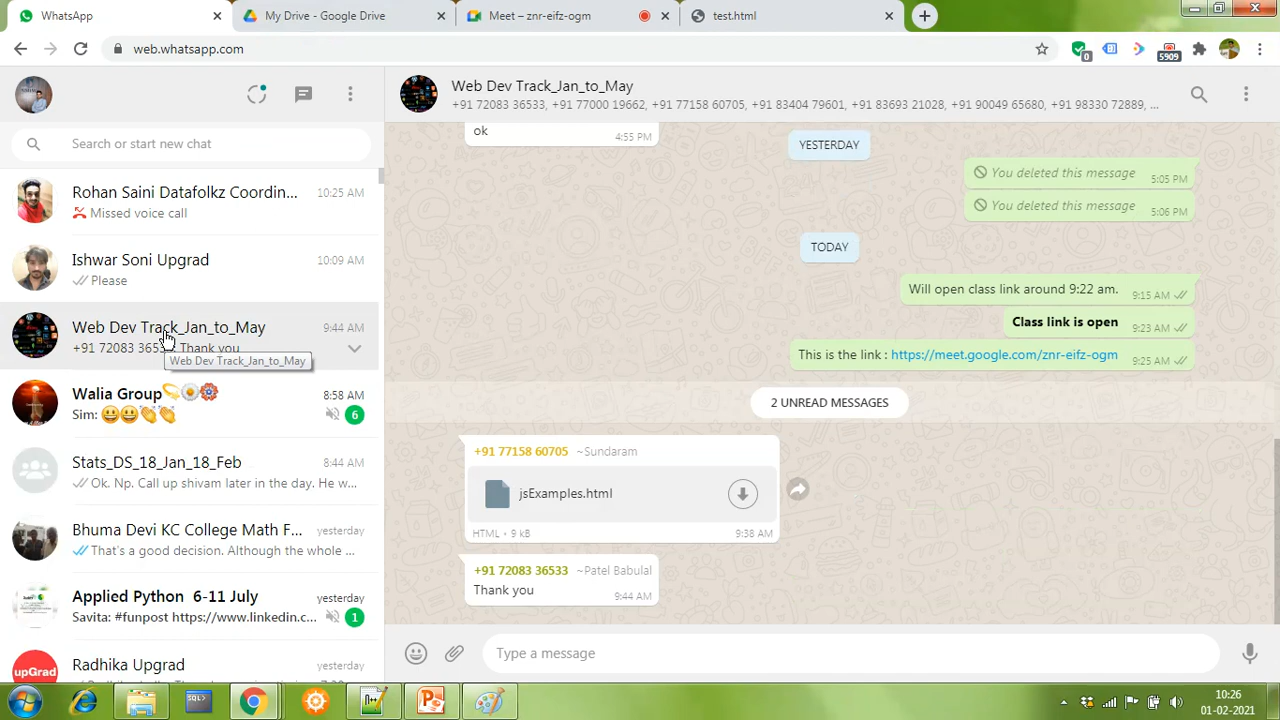 WhatsApp
My Drive - Google Drive
Meet – znr-eifz-ogm
test.html
web.whatsapp.com
0
5909
Web Dev Track_Jan_to_May
+91 72083 36533, +91 77000 19662, +91 77158 60705, +91 83404 79601, +91 83693 21028, +91 90049 65680, +91 98330 72589, ...
Search or start new chat
Rohan Saini Datafolkz Coordin... 10:25 AM
Missed voice call
Ishwar Soni Upgrad 10:09 AM
Please
Web Dev Track_Jan_to_May 9:44 AM
+91 72083 365 Thank you
Web Dev Track_Jan_to_May
Walia Group 8:58 AM
Sim: 😃😃👏👏 6
Stats_DS_18_Jan_18_Feb 8:44 AM
Ok. Np. Call up shivam later in the day. He w...
Bhuma Devi KC College Math F... yesterday
That's a good decision. Although the whole ...
Applied Python 6-11 July yesterday
Savita: #funpost https://www.linkedin.c... 1
Radhika Upgrad yesterday
upGrad
ok
4:55 PM
YESTERDAY
You deleted this message 5:05 PM
You deleted this message 5:06 PM
TODAY
Will open class link around 9:22 am. 9:15 AM
Class link is open 9:23 AM
This is the link : https://meet.google.com/znr-eifz-ogm 9:25 AM
2 UNREAD MESSAGES
+91 77158 60705 ~Sundaram
jsExamples.html
HTML • 9 kB 9:38 AM
+91 72083 36533 ~Patel Babulal
Thank you
9:44 AM
Type a message
SQL
10:26
01-02-2021